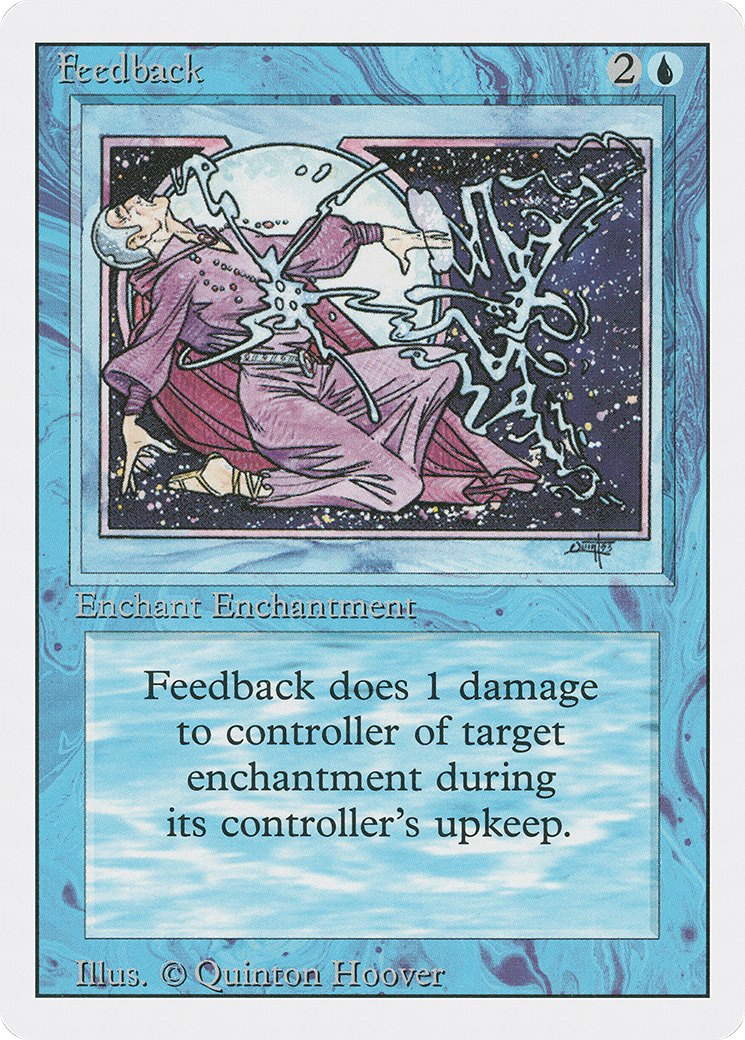 Feedback 2
Enchant Enchantment
Feedback does 1 damage
to controller of target
enchantment during
its controller's upkeep.
Illus. © Quinton Hoover